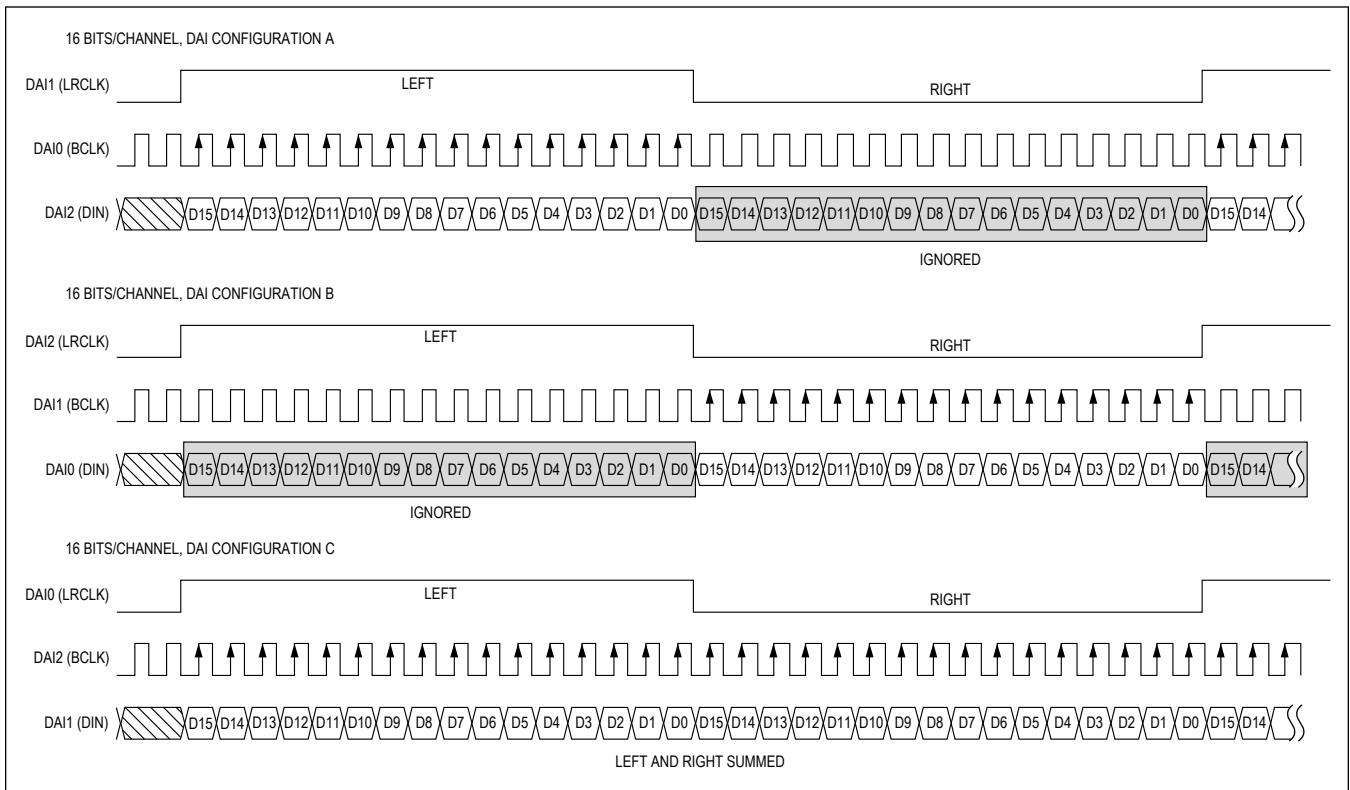 16 BITS/CHANNEL, DAI CONFIGURATION A
DAI1 (LRCLK) LEFT RIGHT
DAI0 (BCLK)
DAI2 (DIN) D15 D14 D13 D12 D11 D10 D9 D8 D7 D6 D5 D4 D3 D2 D1 D0 D15 D14 D13 D12 D11 D10 D9 D8 D7 D6 D5 D4 D3 D2 D1 D0 D15 D14
IGNORED
16 BITS/CHANNEL, DAI CONFIGURATION B
DAI2 (LRCLK) LEFT RIGHT
DAI1 (BCLK)
DAI0 (DIN) D15 D14 D13 D12 D11 D10 D9 D8 D7 D6 D5 D4 D3 D2 D1 D0 D15 D14 D13 D12 D11 D10 D9 D8 D7 D6 D5 D4 D3 D2 D1 D0 D15 D14
IGNORED
16 BITS/CHANNEL, DAI CONFIGURATION C
DAI0 (LRCLK) LEFT RIGHT
DAI2 (BCLK)
DAI1 (DIN) D15 D14 D13 D12 D11 D10 D9 D8 D7 D6 D5 D4 D3 D2 D1 D0 D15 D14 D13 D12 D11 D10 D9 D8 D7 D6 D5 D4 D3 D2 D1 D0 D15 D14
LEFT AND RIGHT SUMMED